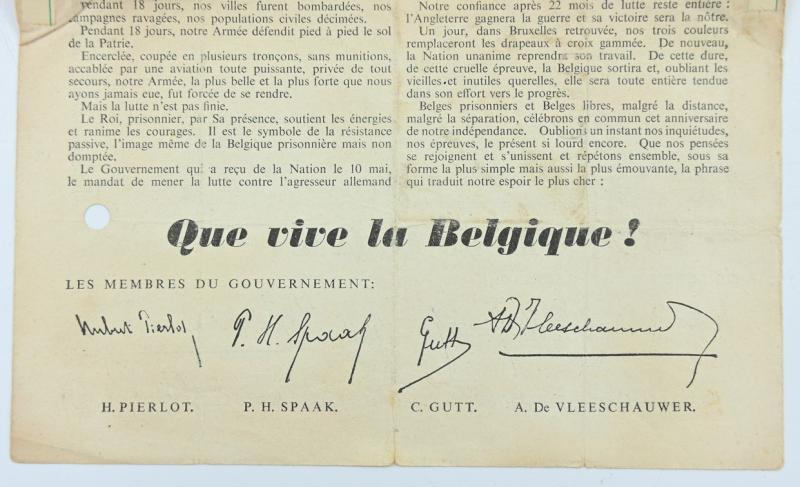 pendant 18 jours, nos villes furent bombardées, nos
campagnes ravagées, nos populations civiles décimées.
Pendant 18 jours, notre Armée défendit pied à pied le sol
de la Patrie.
Encerclée, coupée en plusieurs tronçons, sans munitions,
accablée par une aviation toute puissante, privée de tout
secours, notre Armée, la plus belle et la plus forte que nous
ayons jamais eue, fut forcée de se rendre.
Mais la lutte n'est pas finie.
Le Roi, prisonnier, par Sa présence, soutient les énergies
et ranime les courages. Il est le symbole de la résistance
passive, l'image même de la Belgique prisonnière mais non
domptée.
Le Gouvernement qui a reçu de la Nation le 10 mai,
le mandat de mener la lutte contre l'agresseur allemand
Notre confiance après 22 mois de lutte reste entière :
l'Angleterre gagnera la guerre et sa victoire sera la nôtre.
Un jour, dans Bruxelles retrouvée, nos trois couleurs
remplaceront les drapeaux à croix gammée. De nouveau,
la Nation unanime reprendra son travail. De cette dure,
de cette cruelle épreuve, la Belgique sortira et, oubliant les
vieilles et inutiles querelles, elle sera toute entière tendue
dans son effort vers le progrès.
Belges prisonniers et Belges libres, malgré la distance,
malgré la séparation, célébrons en commun cet anniversaire
de notre indépendance. Oublions un instant nos inquiétudes,
nos épreuves, le présent si lourd encore. Que nos pensées
se rejoignent et s'unissent et répétons ensemble, sous sa
forme la plus simple mais aussi la plus émouvante, la phrase
qui traduit notre espoir le plus cher :
Que vive la Belgique !
LES MEMBRES DU GOUVERNEMENT:
Hubert Pierlot
P. H. Spaak
Gutt
A D Vleeschauwer
H. PIERLOT.
P. H. SPAAK.
C. GUTT.
A. De VLEESCHAUWER.